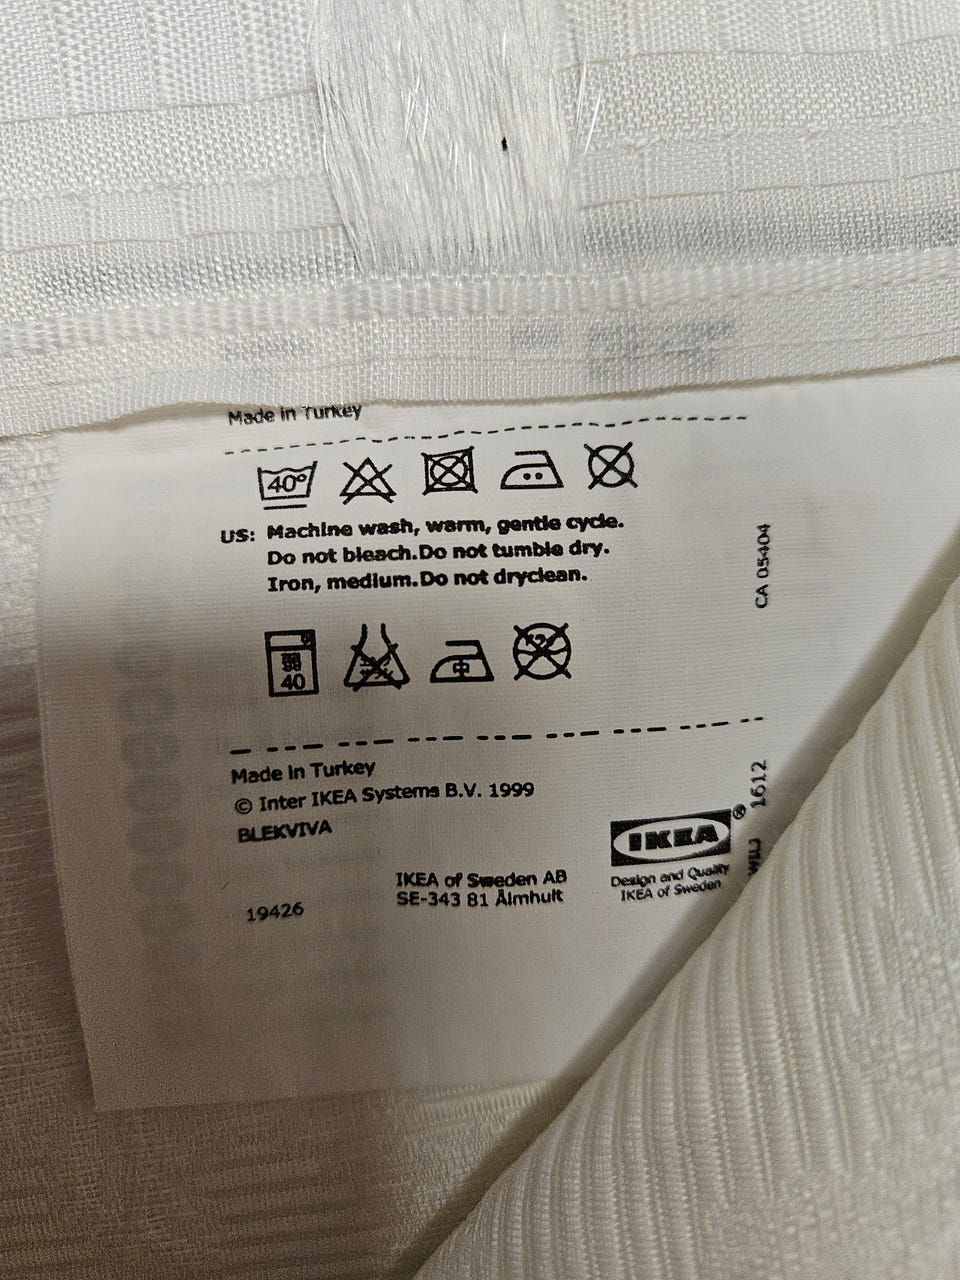 Made in Turkey
40°
US: Machine wash, warm, gentle cycle.
Do not bleach.Do not tumble dry.
Iron, medium.Do not dryclean.
CA 05404
40
中
Made in Turkey
© Inter IKEA Systems B.V. 1999
BLEKVIVA
1612
IKEA®
Design and Quality
IKEA of Sweden
IKEA of Sweden AB
SE-343 81 Älmhult
19426